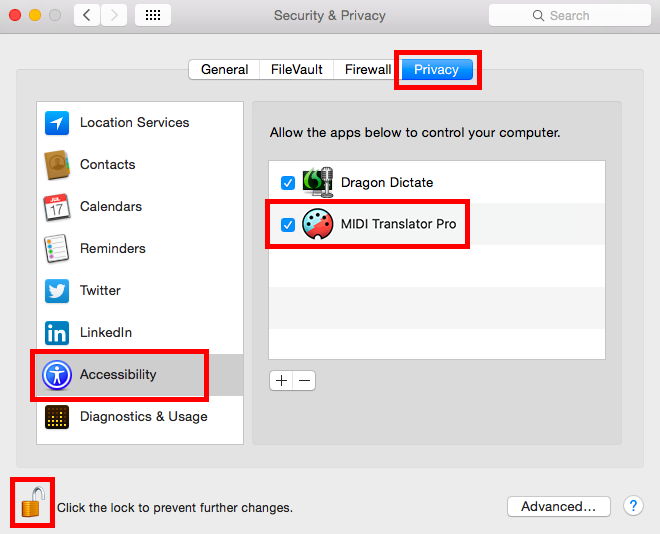 Security & Privacy
Search
General
FileVault
Firewall
Privacy
Location Services
Contacts
JUL
17
Calendars
Reminders
Twitter
in
LinkedIn
Accessibility
Diagnostics & Usage
Allow the apps below to control your computer.
Dragon Dictate
MIDI Translator Pro
+
−
Click the lock to prevent further changes.
Advanced...
?